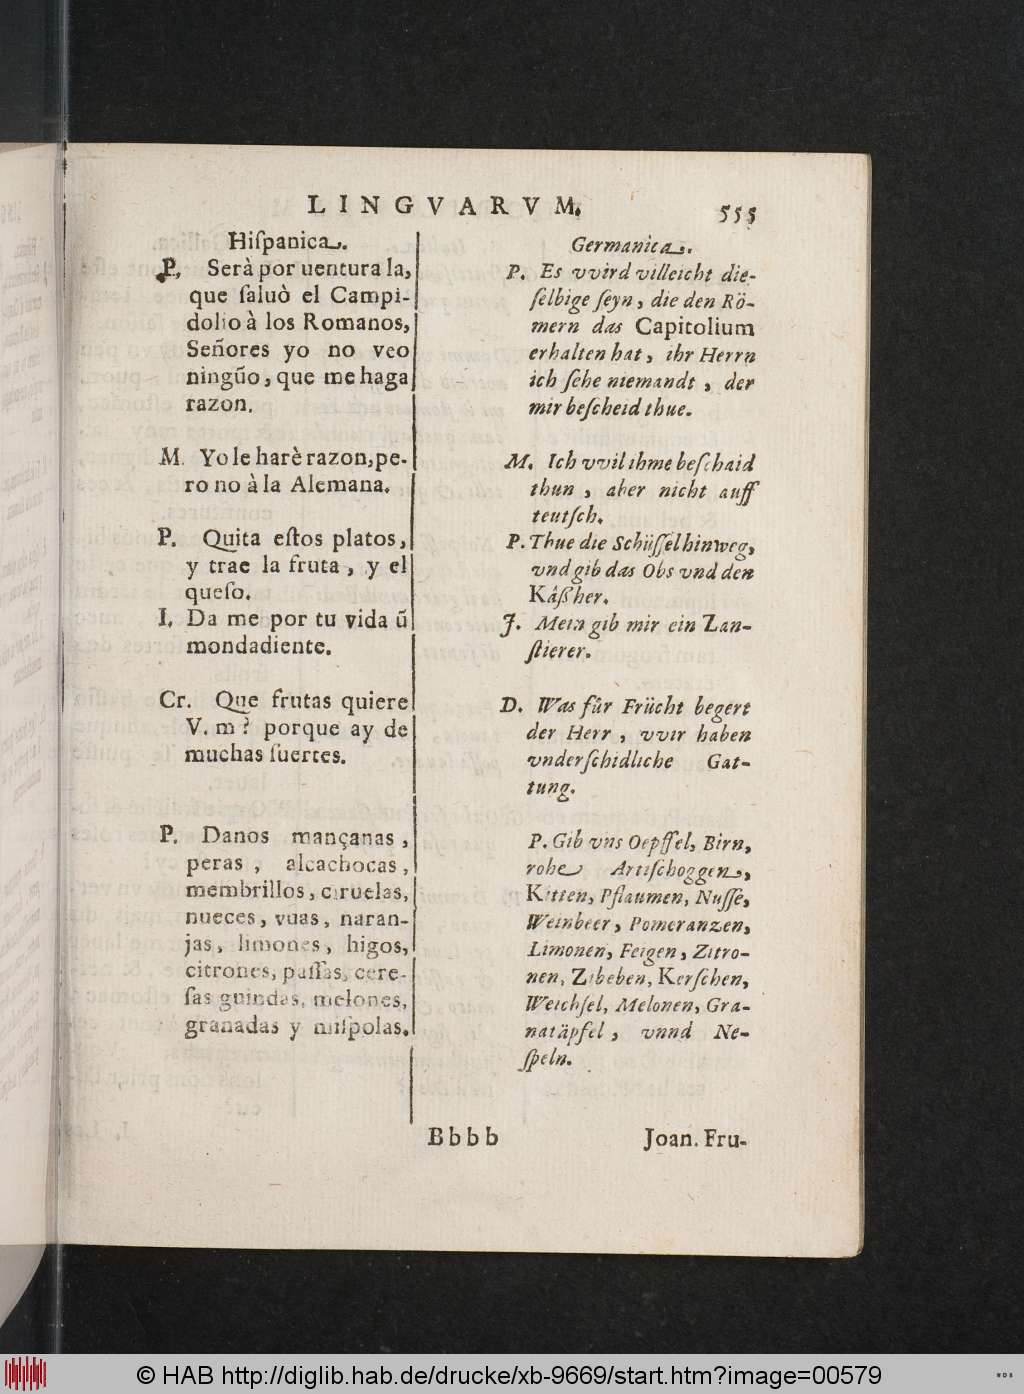 LINGVARVM.
555
Hiſpanica.
P. Serà por uentura la,
que ſaluò el Campi-
dolio à los Romanos,
Señores yo no veo
ningũo, que me haga
razon.
M. Yo le harè razon, pe-
ro no à la Alemana.
P. Quita eſtos platos,
y trae la fruta, y el
queſo.
I. Da me por tu vida ũ
mondadiente.
Cr. Que frutas quiere
V. m? porque ay de
muchas ſuertes.
P. Danos mançanas,
peras, alcachocas,
membrillos, ciruelas,
nueces, vuas, naran-
jas, limones, higos,
citrones, paſſas, cere-
ſas guindas, melones,
granadas y niſpolas.
Germanica.
P. Es vvird villeicht die-
ſelbige ſeyn, die den Rö-
mern das Capitolium
erhalten hat, ihr Herrn
ich ſehe niemandt, der
mir beſcheid thue.
M. Ich vvil ihme beſchaid
thun, aber nicht auff
teutſch.
P. Thue die Schüſſel hinweg,
vnd gib das Obs vnd den
Kåß her.
J. Mein gib mir ein Zan-
ſtierer.
D. Was für Frücht begert
der Herr, vvir haben
vnderſchidliche Gat-
tung.
P. Gib vns Oepffel, Birn,
rohe Artiſchoggen,
Kitten, Pflaumen, Nuſſe,
Weinbeer, Pomeranzen,
Limonen, Feigen, Zitro-
nen, Zibeben, Kerſchen,
Weichſel, Melonen, Gra-
natäpfel, vnnd Ne-
ſpeln.
Bbbb
Joan. Fru-
© HAB http://diglib.hab.de/drucke/xb-9669/start.htm?image=00579